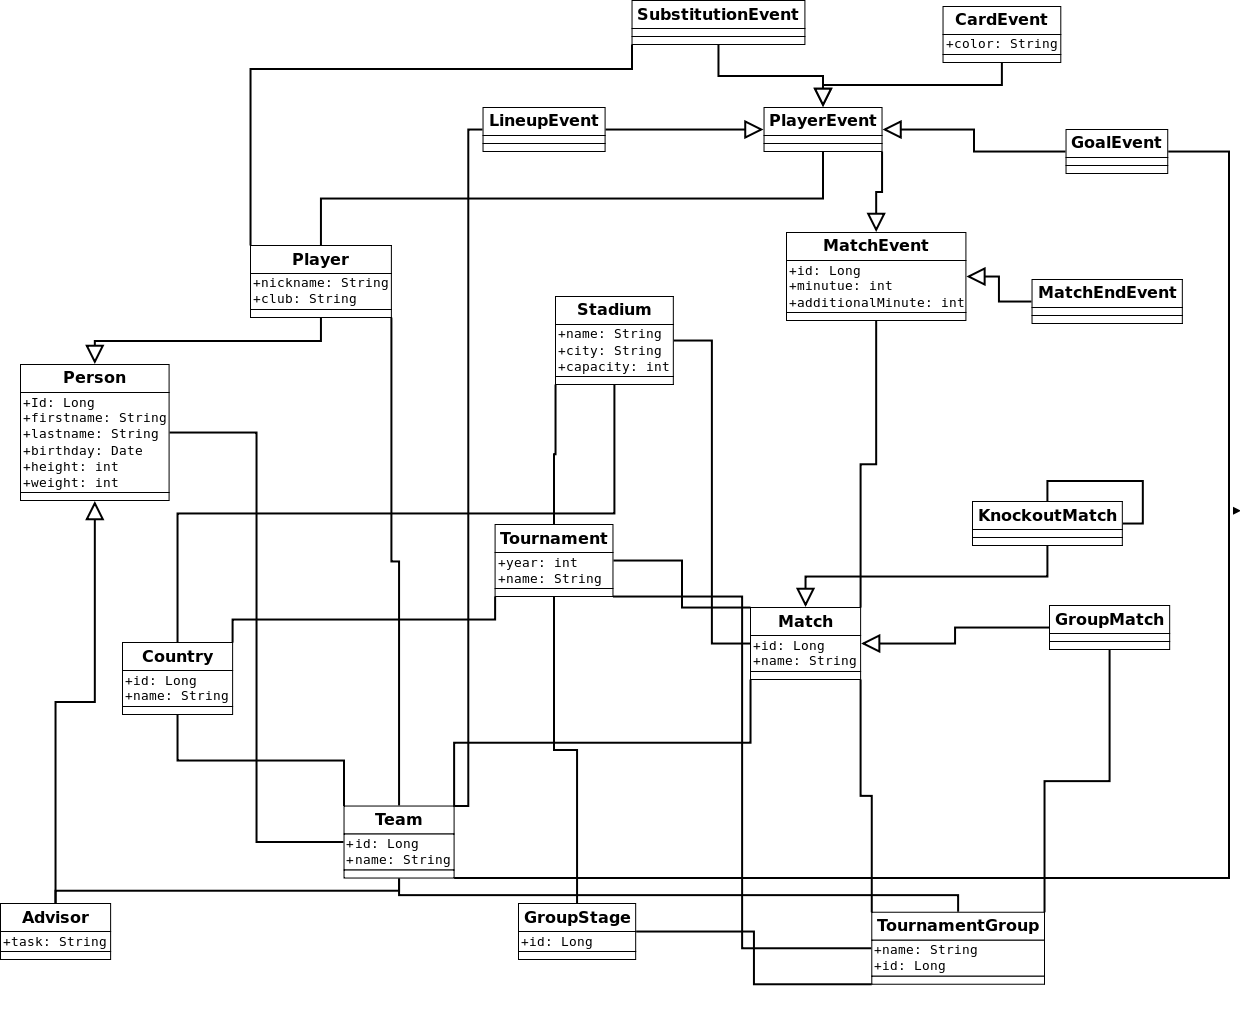 SubstitutionEvent
CardEvent
+color: String
LineupEvent
PlayerEvent
GoalEvent
Player
+nickname: String
+club: String
MatchEvent
+id: Long
+minutue: int
+additionalMinute: int
MatchEndEvent
Stadium
+name: String
+city: String
+capacity: int
Person
+Id: Long
+firstname: String
+lastname: String
+birthday: Date
+height: int
+weight: int
KnockoutMatch
Tournament
+year: int
+name: String
Match
+id: Long
+name: String
GroupMatch
Country
+id: Long
+name: String
Team
+id: Long
+name: String
Advisor
+task: String
GroupStage
+id: Long
TournamentGroup
+name: String
+id: Long